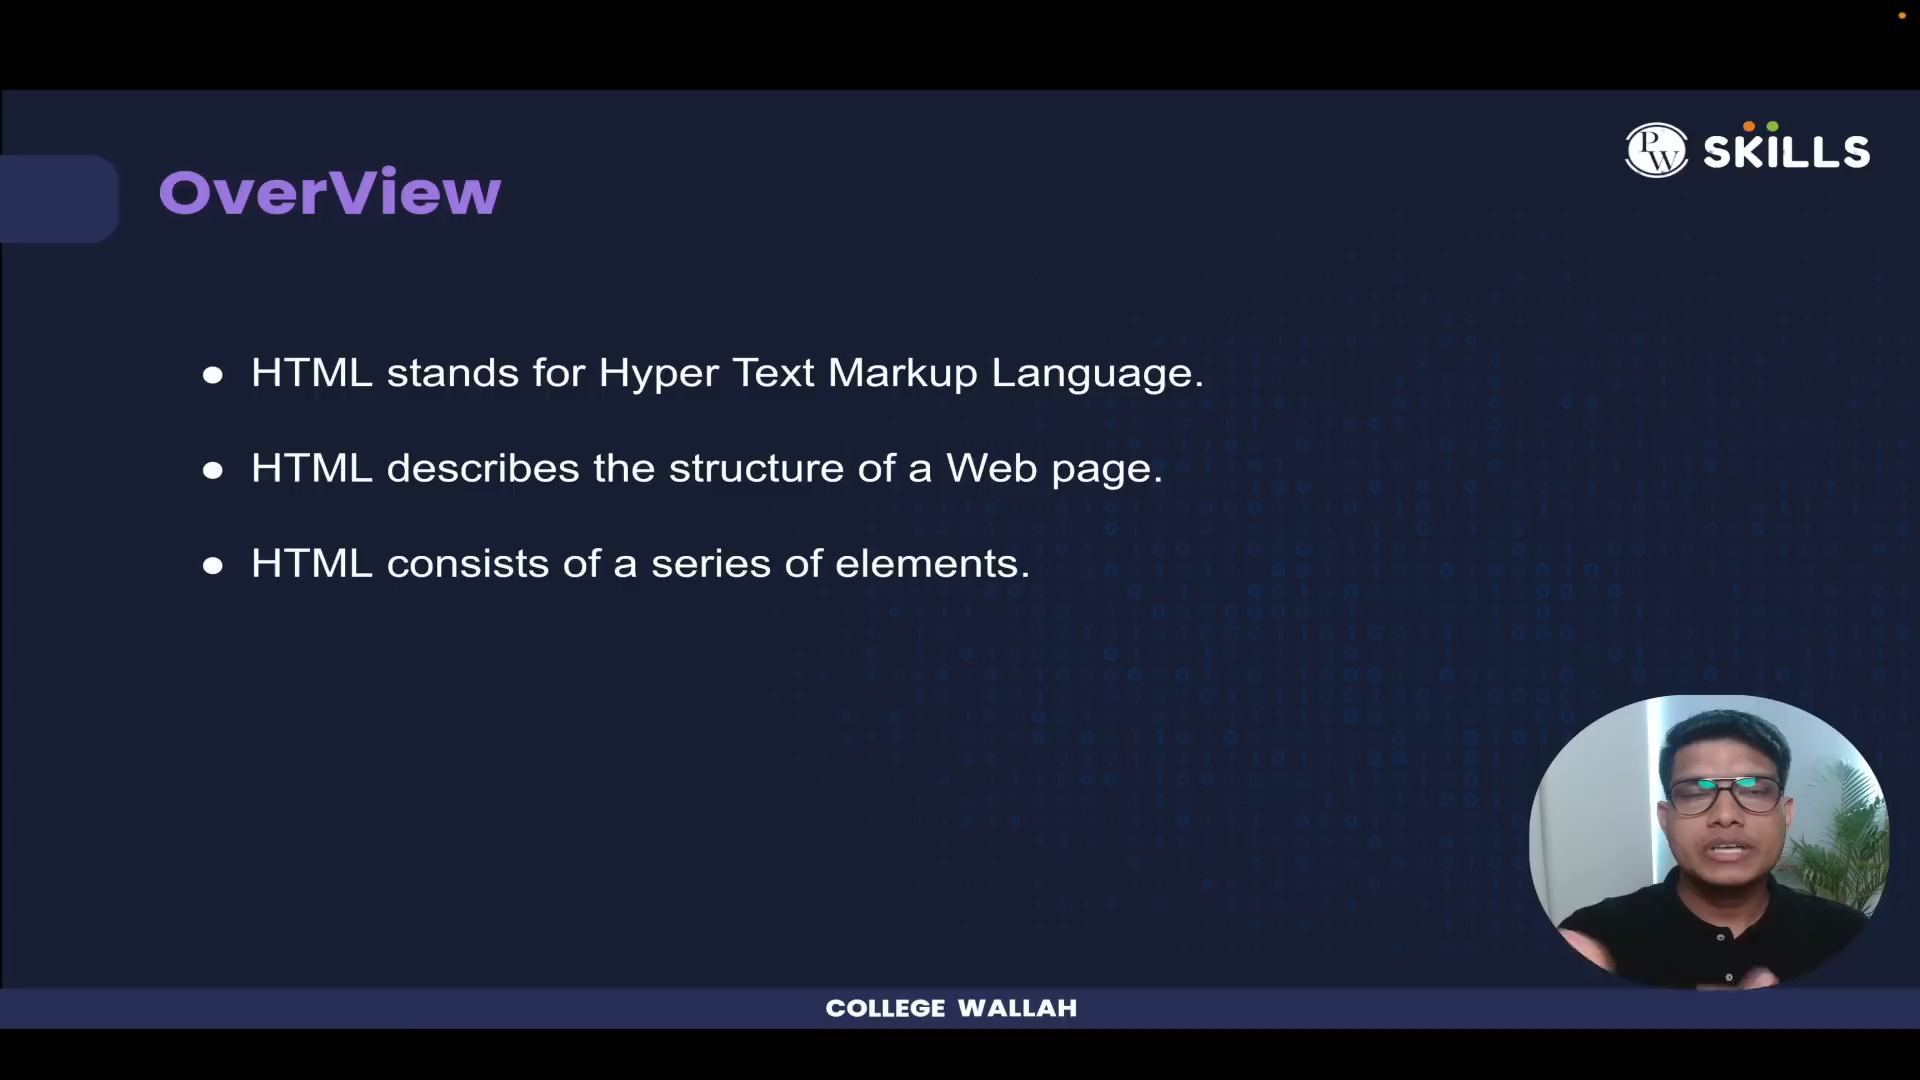 PW SKILLS
OverView
● HTML stands for Hyper Text Markup Language.
● HTML describes the structure of a Web page.
● HTML consists of a series of elements.
COLLEGE WALLAH